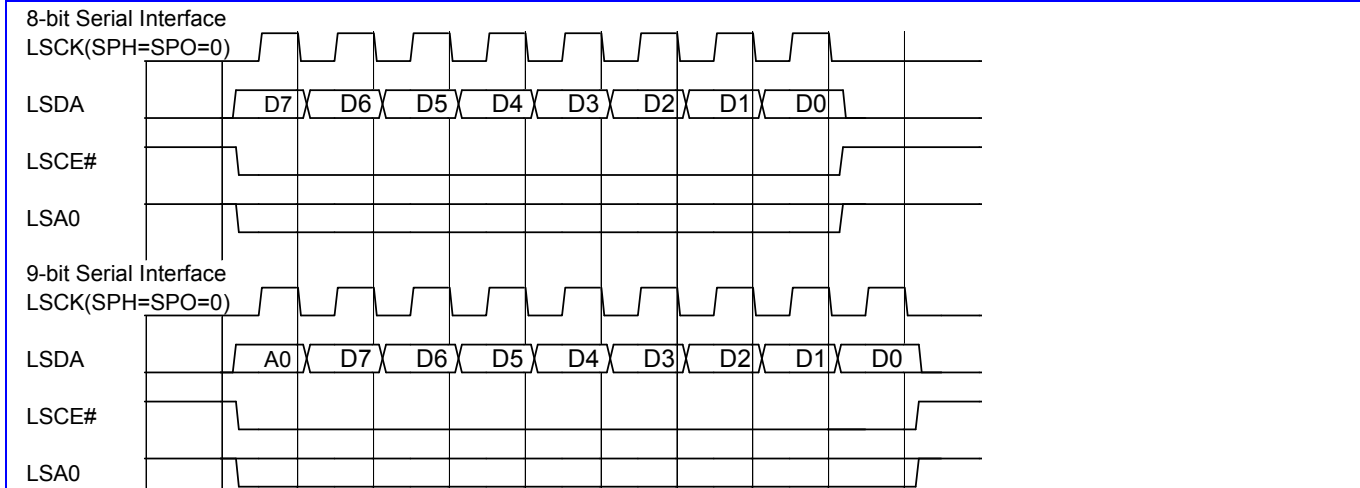 8-bit Serial Interface
LSCK(SPH=SPO=0)
LSDA D7 D6 D5 D4 D3 D2 D1 D0
LSCE#
LSA0
9-bit Serial Interface
LSCK(SPH=SPO=0)
LSDA A0 D7 D6 D5 D4 D3 D2 D1 D0
LSCE#
LSA0